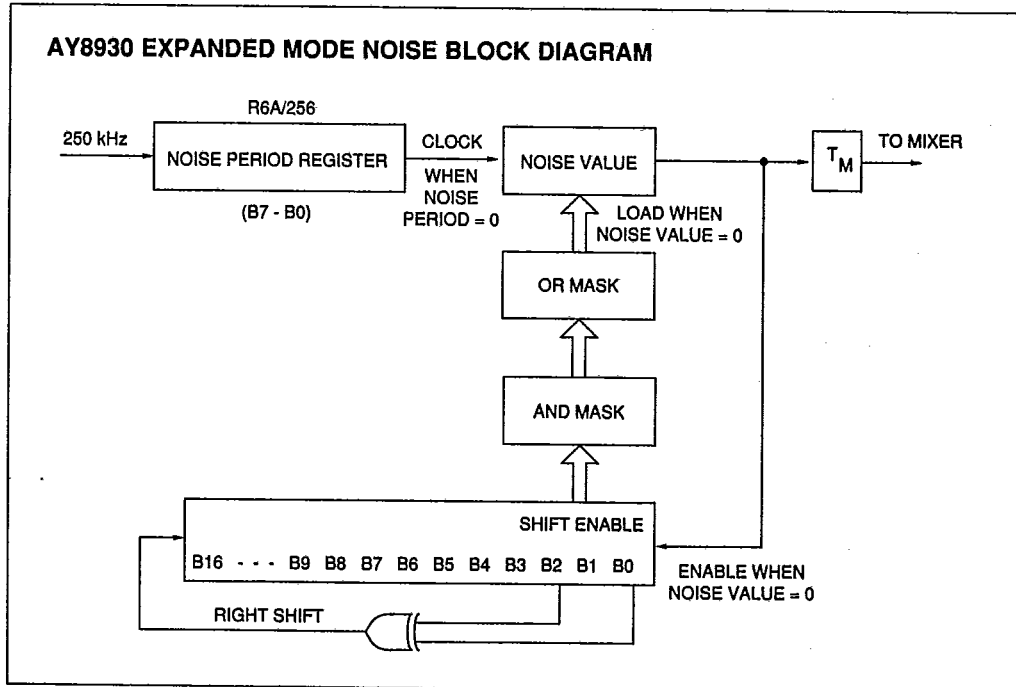 AY8930 EXPANDED MODE NOISE BLOCK DIAGRAM
R6A/256
250 kHz
NOISE PERIOD REGISTER
(B7 - B0)
CLOCK
WHEN
NOISE
PERIOD = 0
NOISE VALUE
LOAD WHEN
NOISE VALUE = 0
TM
TO MIXER
OR MASK
AND MASK
SHIFT ENABLE
B16 - - - B9 B8 B7 B6 B5 B4 B3 B2 B1 B0
ENABLE WHEN
NOISE VALUE = 0
RIGHT SHIFT